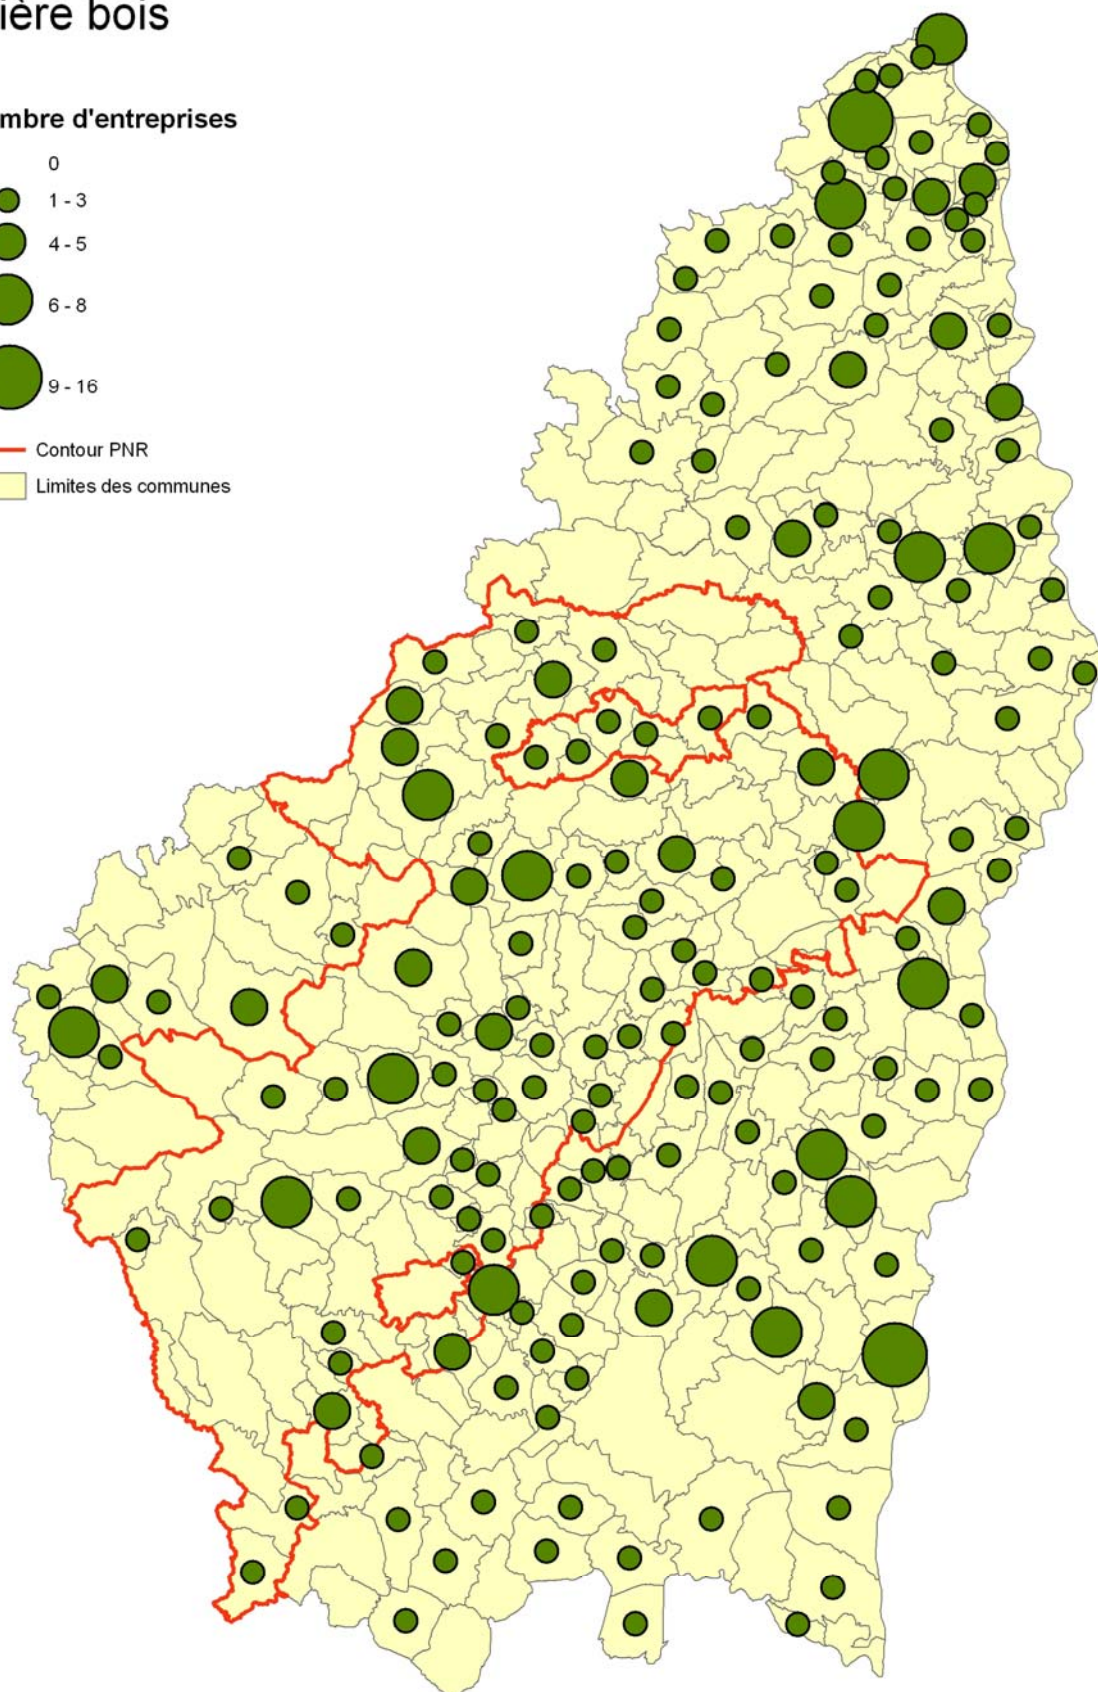 ière bois
mbre d'entreprises
0
1 - 3
4 - 5
6 - 8
9 - 16
Contour PNR
Limites des communes